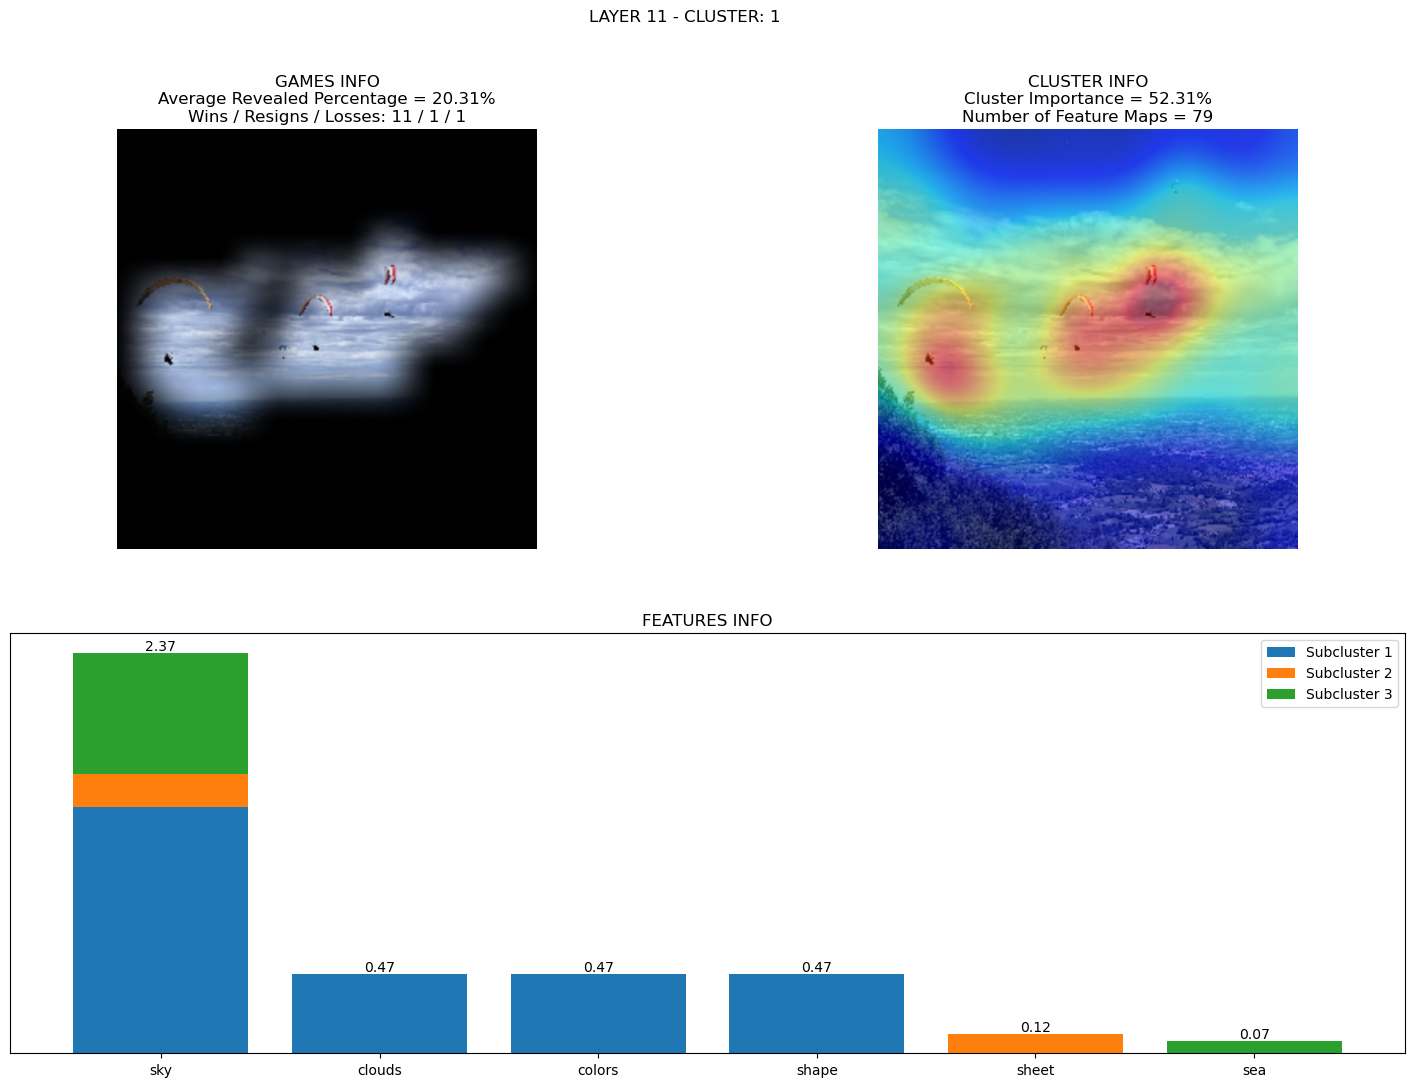 LAYER 11 - CLUSTER: 1
GAMES INFO
Average Revealed Percentage = 20.31%
Wins / Resigns / Losses: 11 / 1 / 1
CLUSTER INFO
Cluster Importance = 52.31%
Number of Feature Maps = 79
FEATURES INFO
2.37
0.47
0.47
0.47
0.12
0.07
Subcluster 1
Subcluster 2
Subcluster 3
sky
clouds
colors
shape
sheet
sea